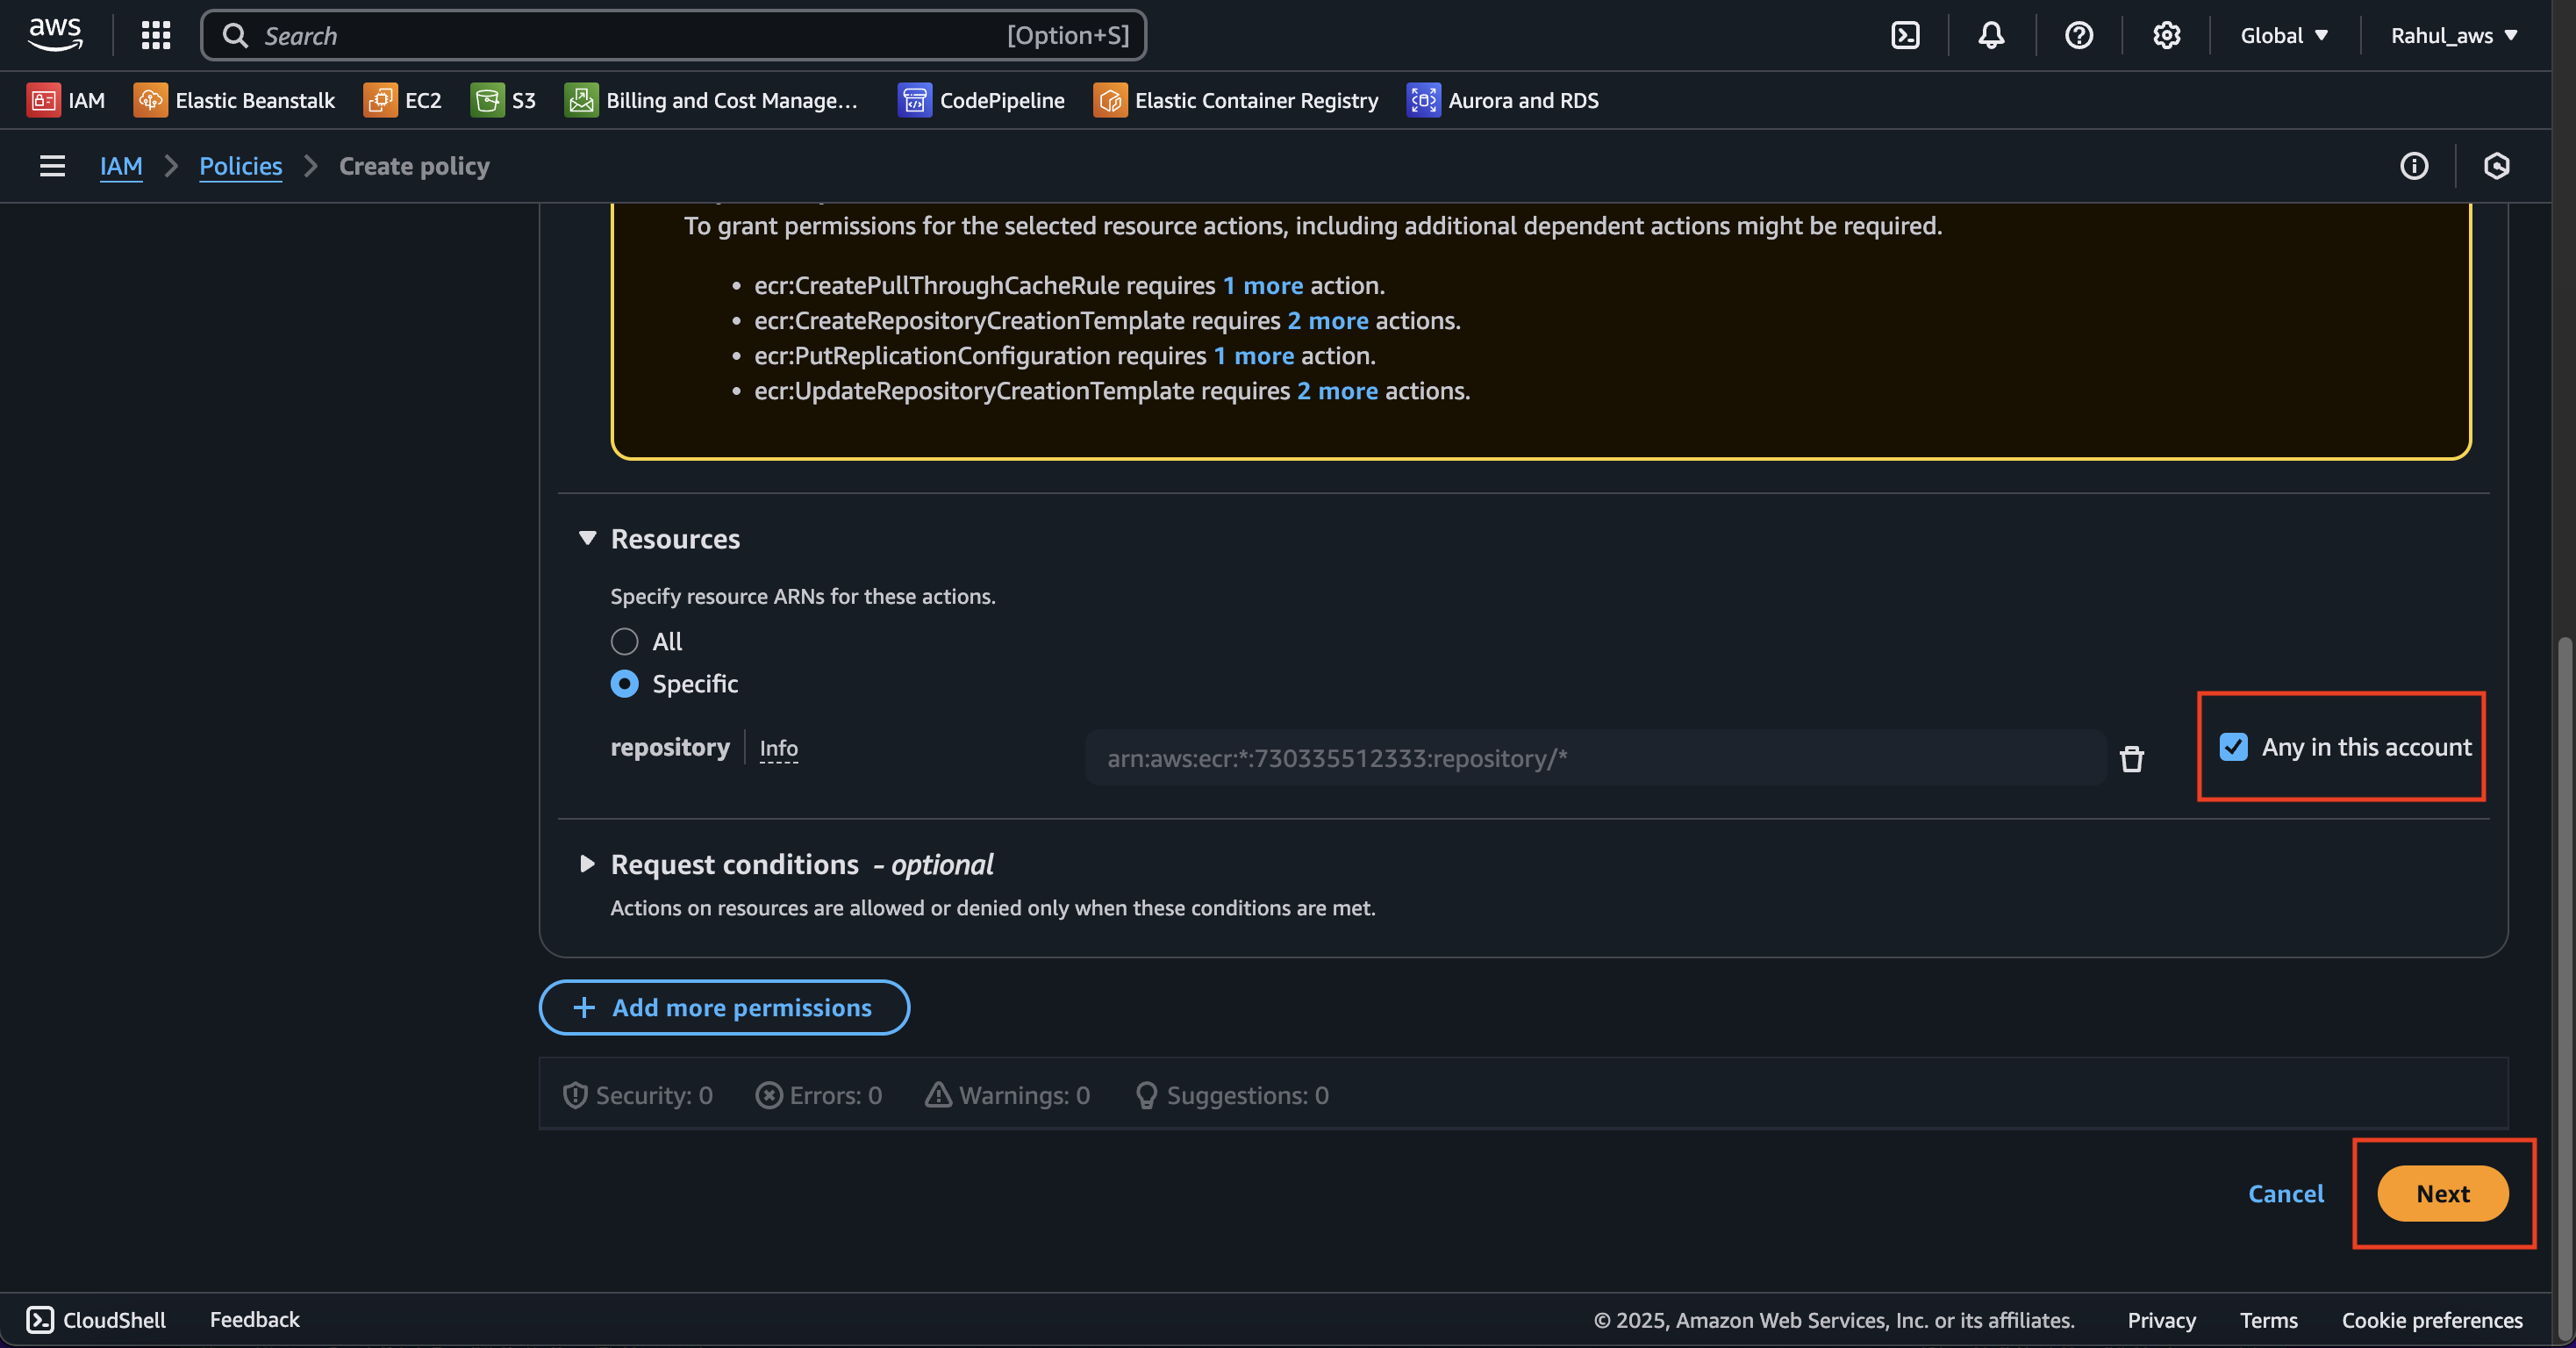 aws
Search [Option+S] Global Rahul_aws
IAM Elastic Beanstalk EC2 S3 Billing and Cost Manage... CodePipeline Elastic Container Registry Aurora and RDS
IAM Policies Create policy
To grant permissions for the selected resource actions, including additional dependent actions might be required.
• ecr:CreatePullThroughCacheRule requires 1 more action.
• ecr:CreateRepositoryCreationTemplate requires 2 more actions.
• ecr:PutReplicationConfiguration requires 1 more action.
• ecr:UpdateRepositoryCreationTemplate requires 2 more actions.
Resources
Specify resource ARNs for these actions.
All
Specific
repository Info arn:aws:ecr:*:730335512333:repository/* Any in this account
Request conditions - optional
Actions on resources are allowed or denied only when these conditions are met.
+ Add more permissions
Security: 0 Errors: 0 Warnings: 0 Suggestions: 0
Cancel Next
CloudShell Feedback © 2025, Amazon Web Services, Inc. or its affiliates. Privacy Terms Cookie preferences